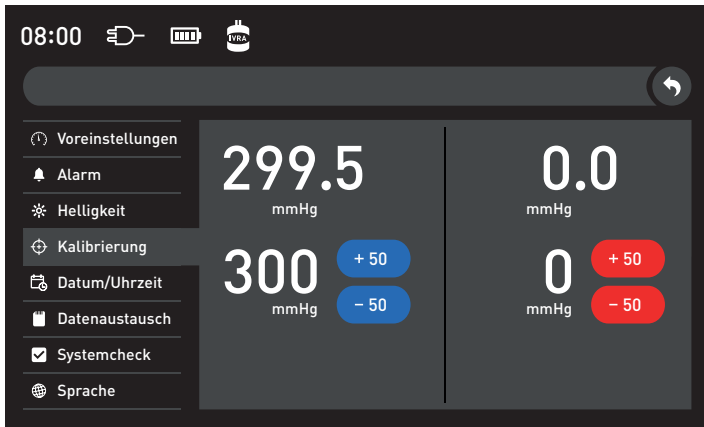 08:00
IVRA
Voreinstellungen
Alarm
Helligkeit
Kalibrierung
Datum/Uhrzeit
Datenaustausch
Systemcheck
Sprache
299.5
mmHg
300
mmHg
+ 50
– 50
0.0
mmHg
0
mmHg
+ 50
– 50